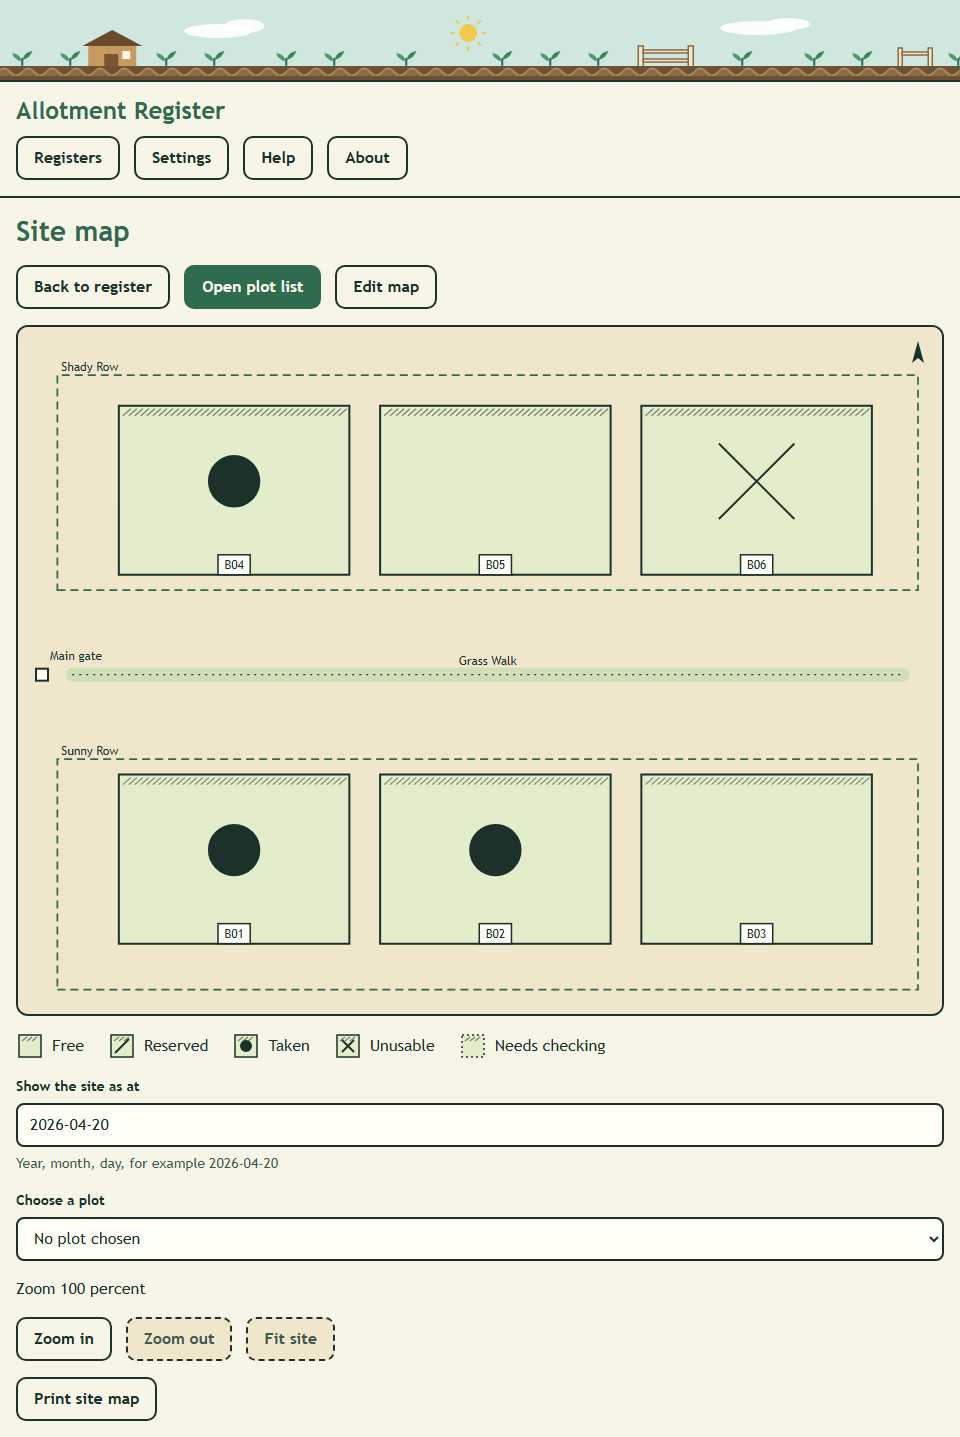 Allotment Register
Registers Settings Help About
Site map
Back to register Open plot list Edit map
Shady Row
B04 B05 B06
Main gate
Grass Walk
Sunny Row
B01 B02 B03
Free Reserved Taken Unusable Needs checking
Show the site as at
2026-04-20
Year, month, day, for example 2026-04-20
Choose a plot
No plot chosen
Zoom 100 percent
Zoom in Zoom out Fit site
Print site map